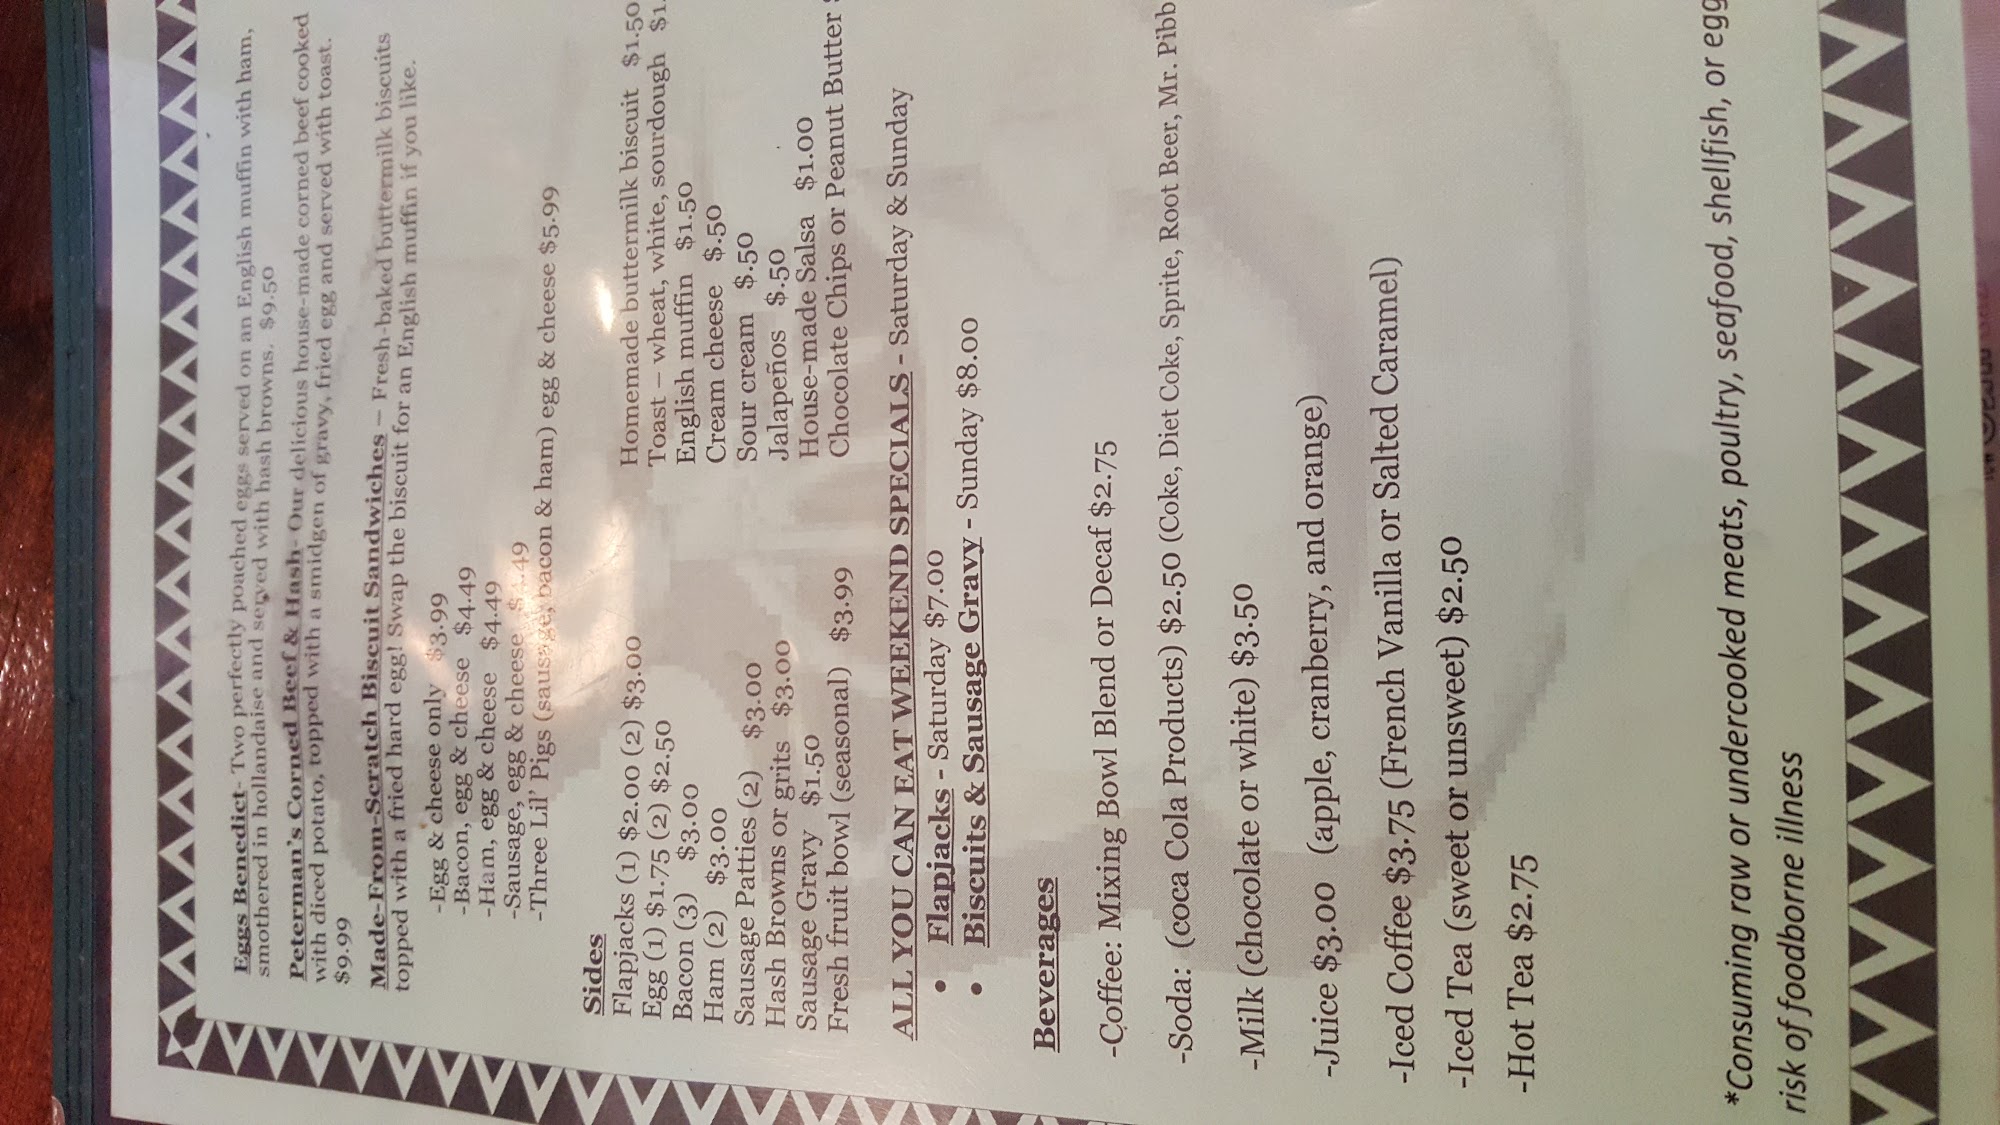 Eggs Benedict- Two perfectly poached eggs served on an English muffin with ham,
smothered in hollandaise and served with hash browns. $9.50
Peterman's Corned Beef & Hash- Our delicious house-made corned beef cooked
with diced potato, topped with a smidgen of gravy, fried egg and served with toast.
$9.99
Made-From-Scratch Biscuit Sandwiches – Fresh-baked buttermilk biscuits
topped with a fried hard egg! Swap the biscuit for an English muffin if you like.
-Egg & cheese only $3.99
-Bacon, egg & cheese $4.49
-Ham, egg & cheese $4.49
-Sausage, egg & cheese
-Three Lil' Pigs (sausage, bacon & ham) egg & cheese $5.99
Sides
Flapjacks (1) $2.00 (2) $3.00
Egg (1) $1.75 (2) $2.50
Bacon (3) $3.00
Ham (2) $3.00
Sausage Patties (2) $3.00
Hash Browns or grits $3.00
Sausage Gravy $1.50
Fresh fruit bowl (seasonal) $3.99
Homemade buttermilk biscuit $1.50
Toast – wheat, white, sourdough
English muffin $1.50
Cream cheese $.50
Sour cream $.50
Jalapeños $.50
House-made Salsa $1.00
Chocolate Chips or Peanut Butter
ALL YOU CAN EAT WEEKEND SPECIALS - Saturday & Sunday
• Flapjacks - Saturday $7.00
• Biscuits & Sausage Gravy - Sunday $8.00
Beverages
-Coffee: Mixing Bowl Blend or Decaf $2.75
-Soda: (coca Cola Products) $2.50 (Coke, Diet Coke, Sprite, Root Beer, Mr. Pibb
-Milk (chocolate or white) $3.50
-Juice $3.00 (apple, cranberry, and orange)
-Iced Coffee $3.75 (French Vanilla or Salted Caramel)
-Iced Tea (sweet or unsweet) $2.50
-Hot Tea $2.75
*Consuming raw or undercooked meats, poultry, seafood, shellfish, or egg
risk of foodborne illness